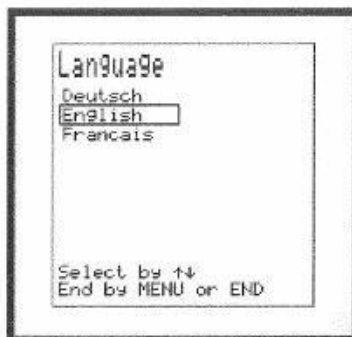 Language
Deutsch
English
Francais
Select by ↑↓
End by MENU or END